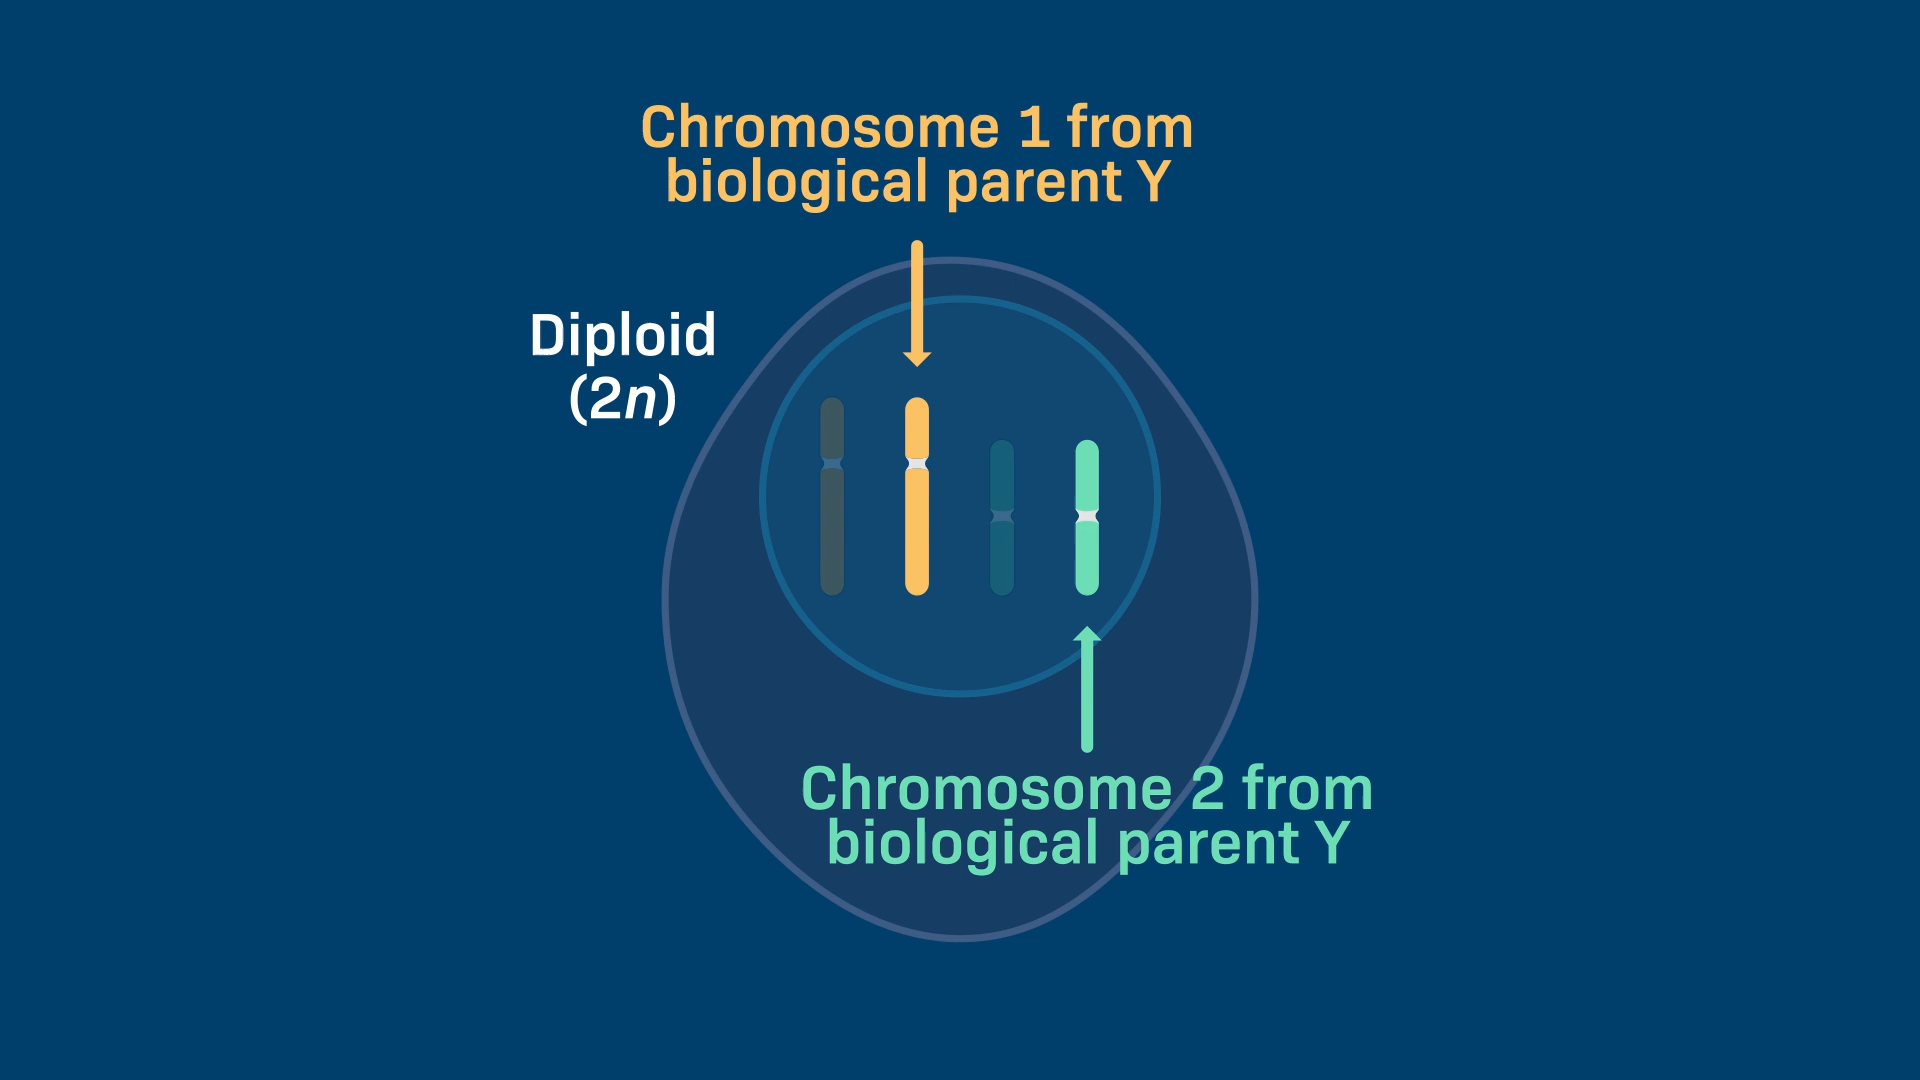 Chromosome 1 from
biological parent Y
Diploid
(2n)
Chromosome 2 from
biological parent Y